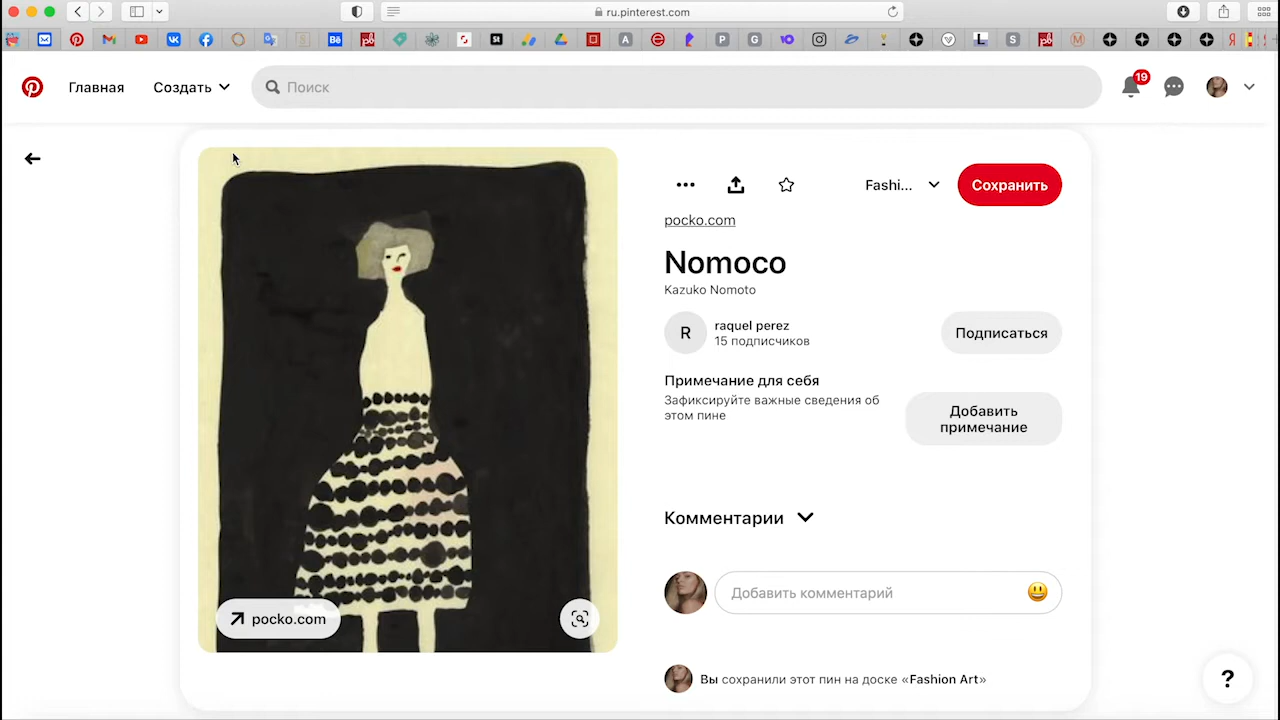 ru.pinterest.com
Главная
Создать
Поиск
19
Fashi...
Сохранить
pocko.com
Nomoco
Kazuko Nomoto
R
raquel perez
15 подписчиков
Подписаться
Примечание для себя
Зафиксируйте важные сведения об
этом пине
Добавить
примечание
Комментарии
Добавить комментарий
pocko.com
Вы сохранили этот пин на доске «Fashion Art»
?